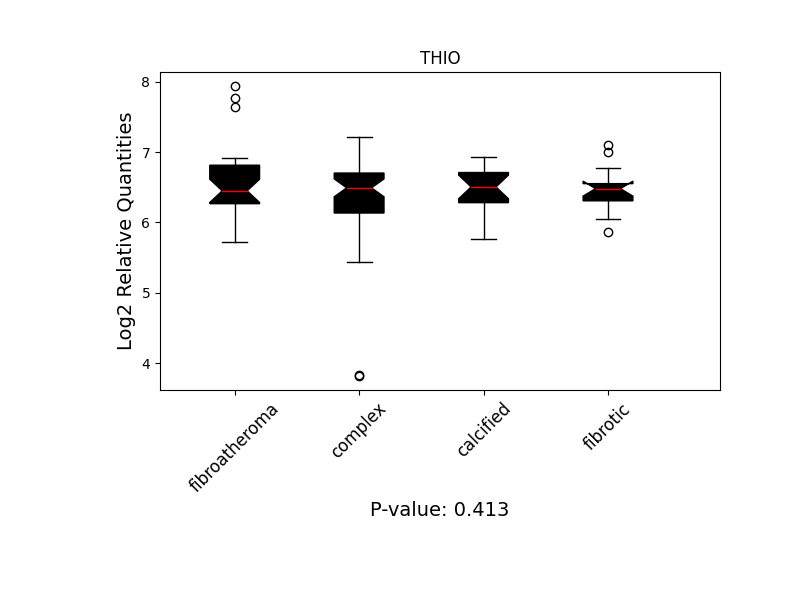 THIO
Log2 Relative Quantities
8
7
6
5
4
fibroatheroma
complex
calcified
fibrotic
P-value: 0.413